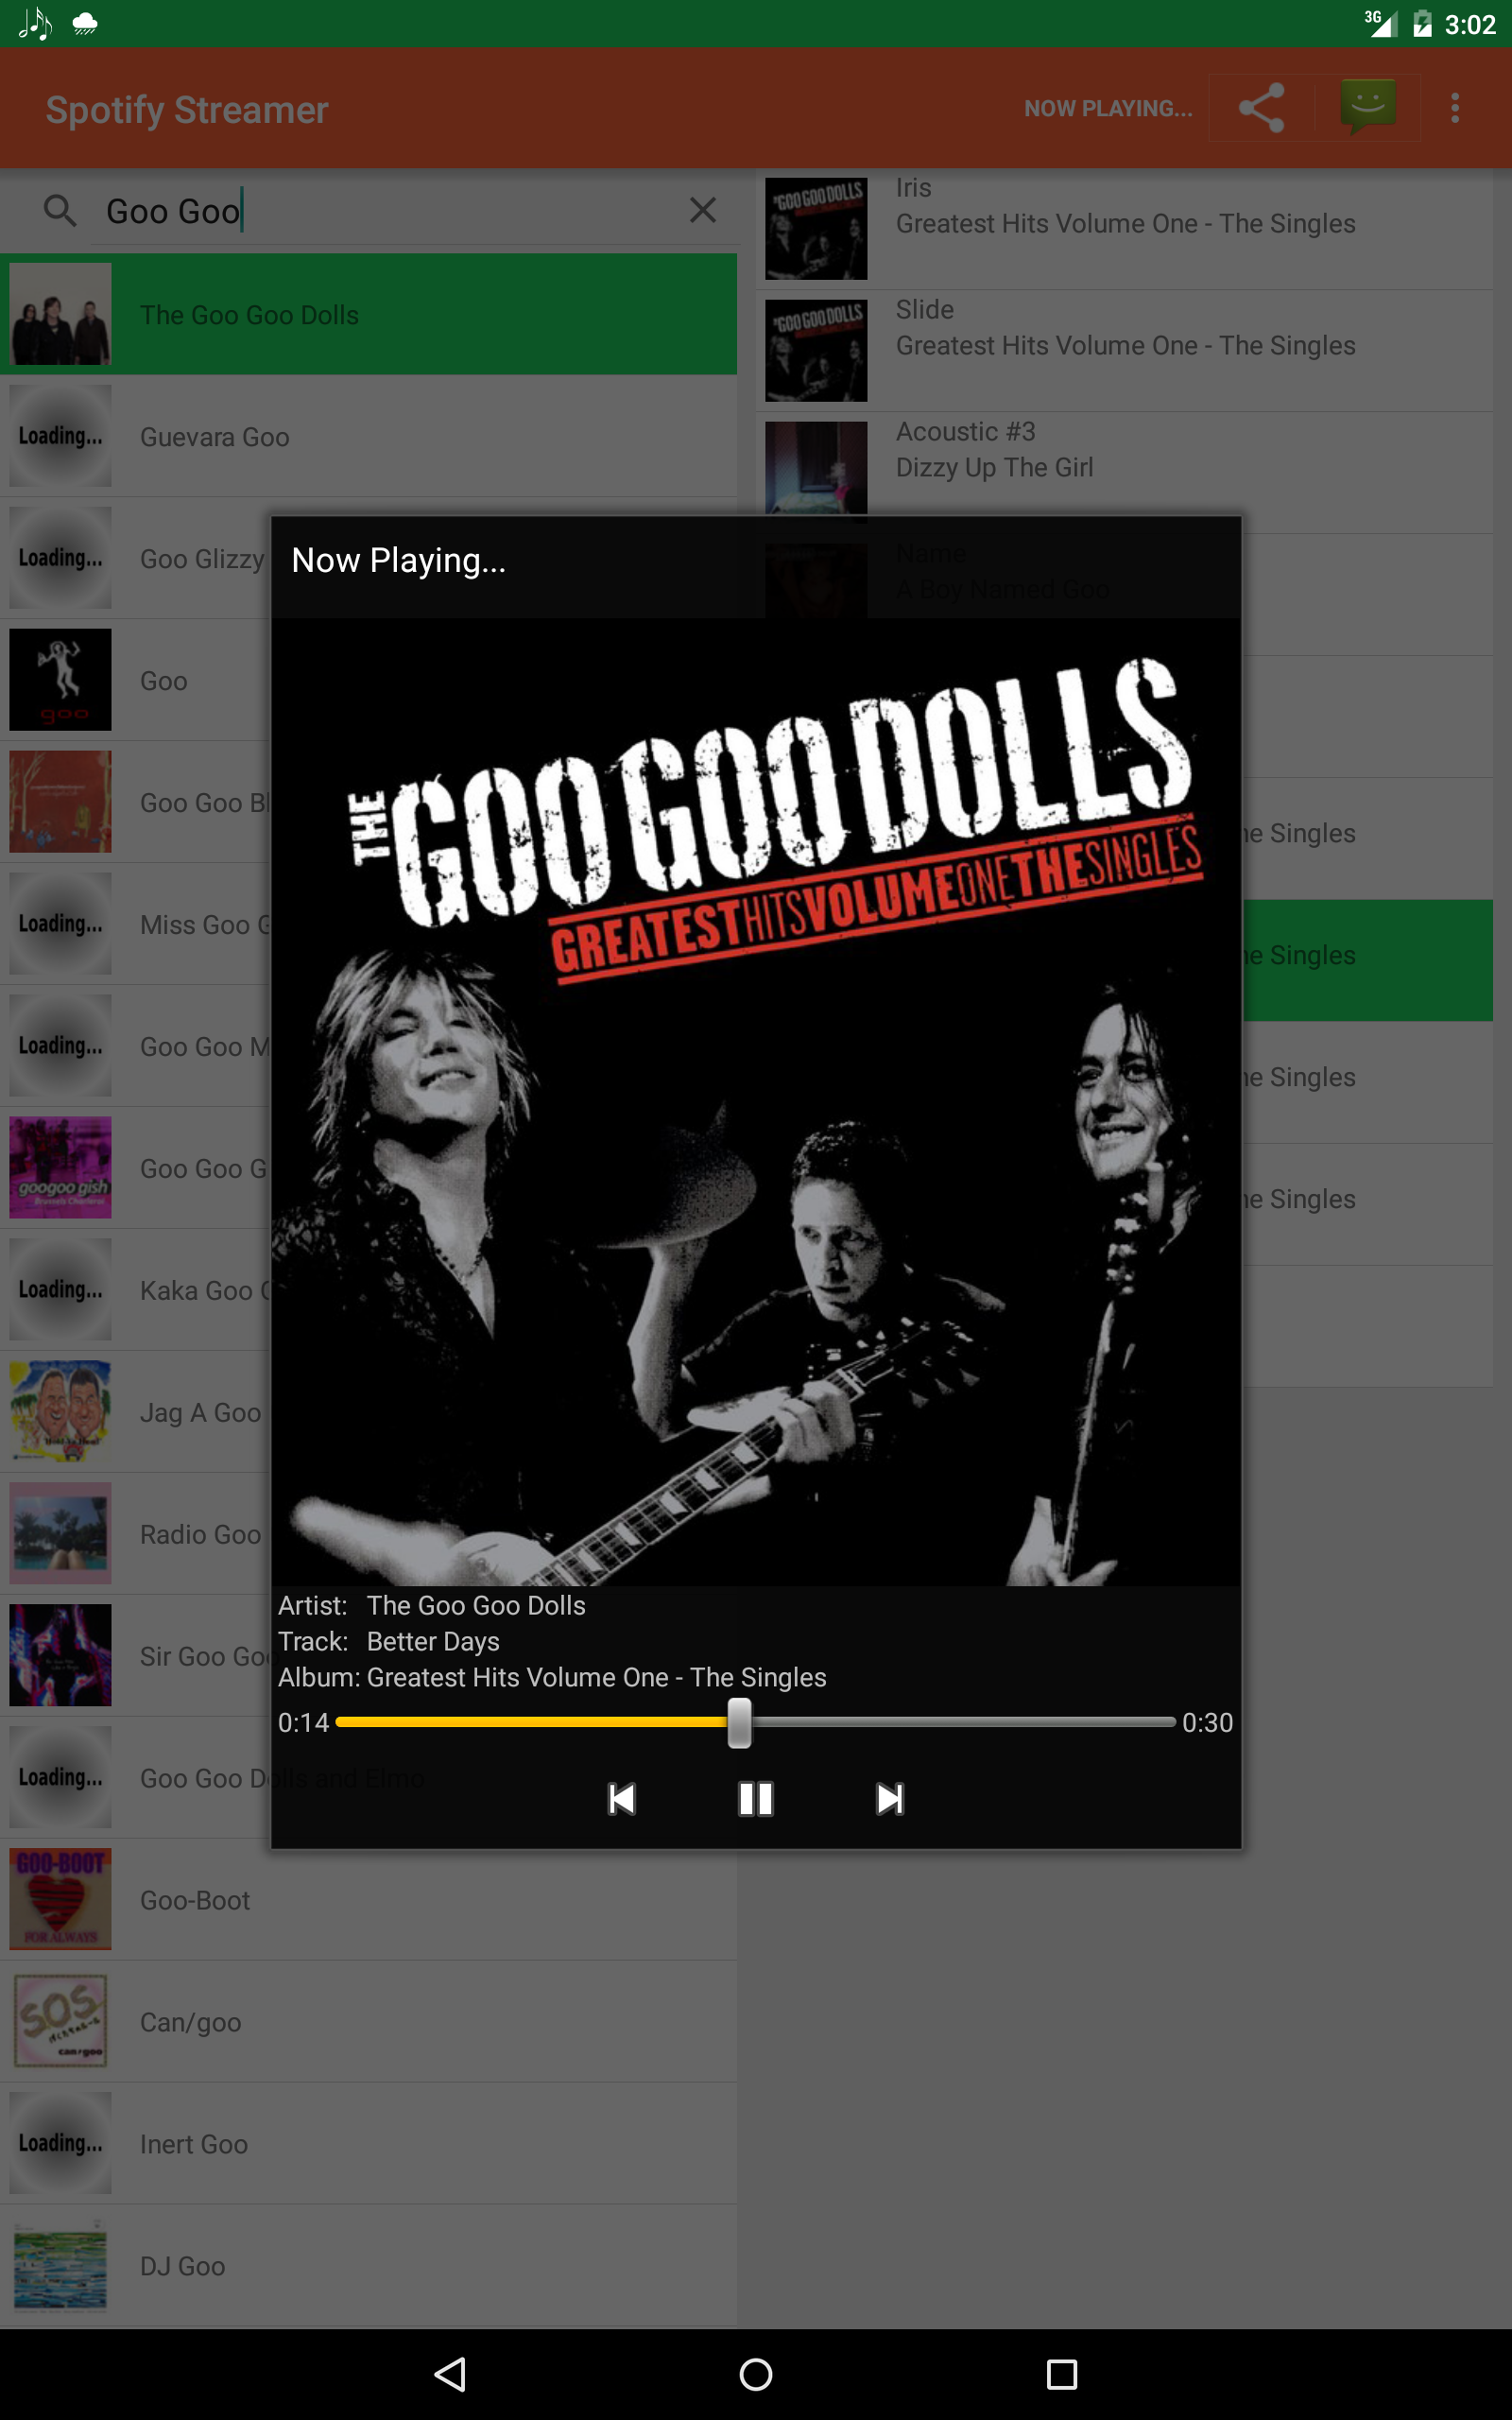 3G 3:02
Spotify Streamer
NOW PLAYING...
Goo Goo
The Goo Goo Dolls
Loading...
Guevara Goo
Loading...
Goo Glizzy
goo
Goo
Goo Goo Bl
Loading...
Miss Goo G
Loading...
Goo Goo M
googoo gish
Brussels Charleroi
Goo Goo G
Loading...
Kaka Goo G
Jag A Goo
Radio Goo
Sir Goo Goo
Loading...
Goo Goo Dolls and Elmo
GOO-BOOT
FOR ALWAYS
Goo-Boot
SOS
can/goo
Can/goo
Loading...
Inert Goo
DJ Goo
GOO GOO DOLLS
Iris
Greatest Hits Volume One - The Singles
GOO GOO DOLLS
Slide
Greatest Hits Volume One - The Singles
Acoustic #3
Dizzy Up The Girl
Name
A Boy Named Goo
he Singles
he Singles
he Singles
he Singles
Now Playing...
THE GOO GOO DOLLS
GREATEST HITS VOLUME ONE THE SINGLES
Artist: The Goo Goo Dolls
Track: Better Days
Album: Greatest Hits Volume One - The Singles
0:14 0:30